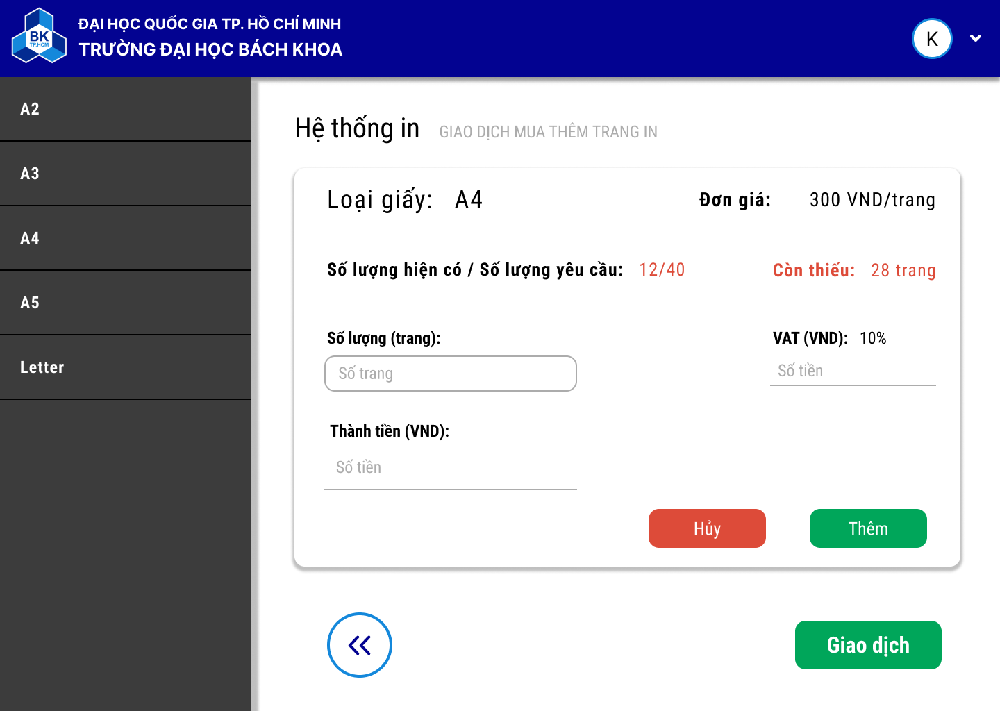 BK
TP.HCM
ĐẠI HỌC QUỐC GIA TP. HỒ CHÍ MINH
TRƯỜNG ĐẠI HỌC BÁCH KHOA
K
A2
A3
A4
A5
Letter
Hệ thống in GIAO DỊCH MUA THÊM TRANG IN
Loại giấy: A4 Đơn giá: 300 VND/trang
Số lượng hiện có / Số lượng yêu cầu: 12/40 Còn thiếu: 28 trang
Số lượng (trang): VAT (VND): 10%
Số trang Số tiền
Thành tiền (VND):
Số tiền
Hủy Thêm
Giao dịch